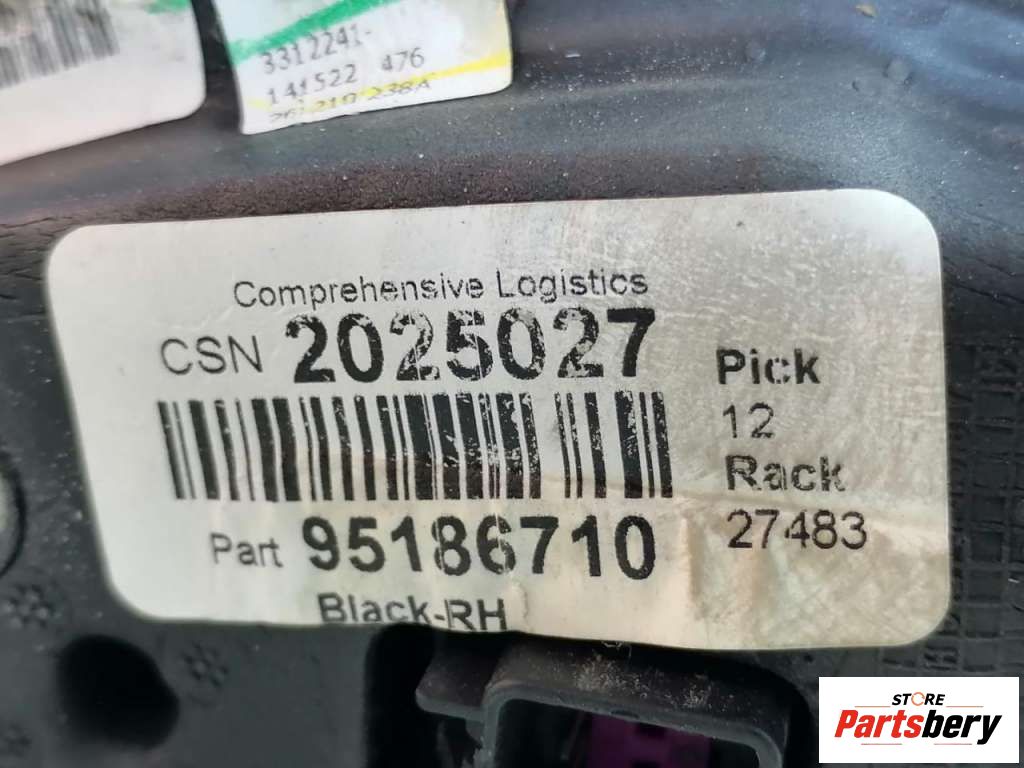 3312241-
141522 476
Comprehensive Logistics
CSN 2025027
Pick
12
Rack
27483
Part 95186710
Black-RH
STORE
Partsbery